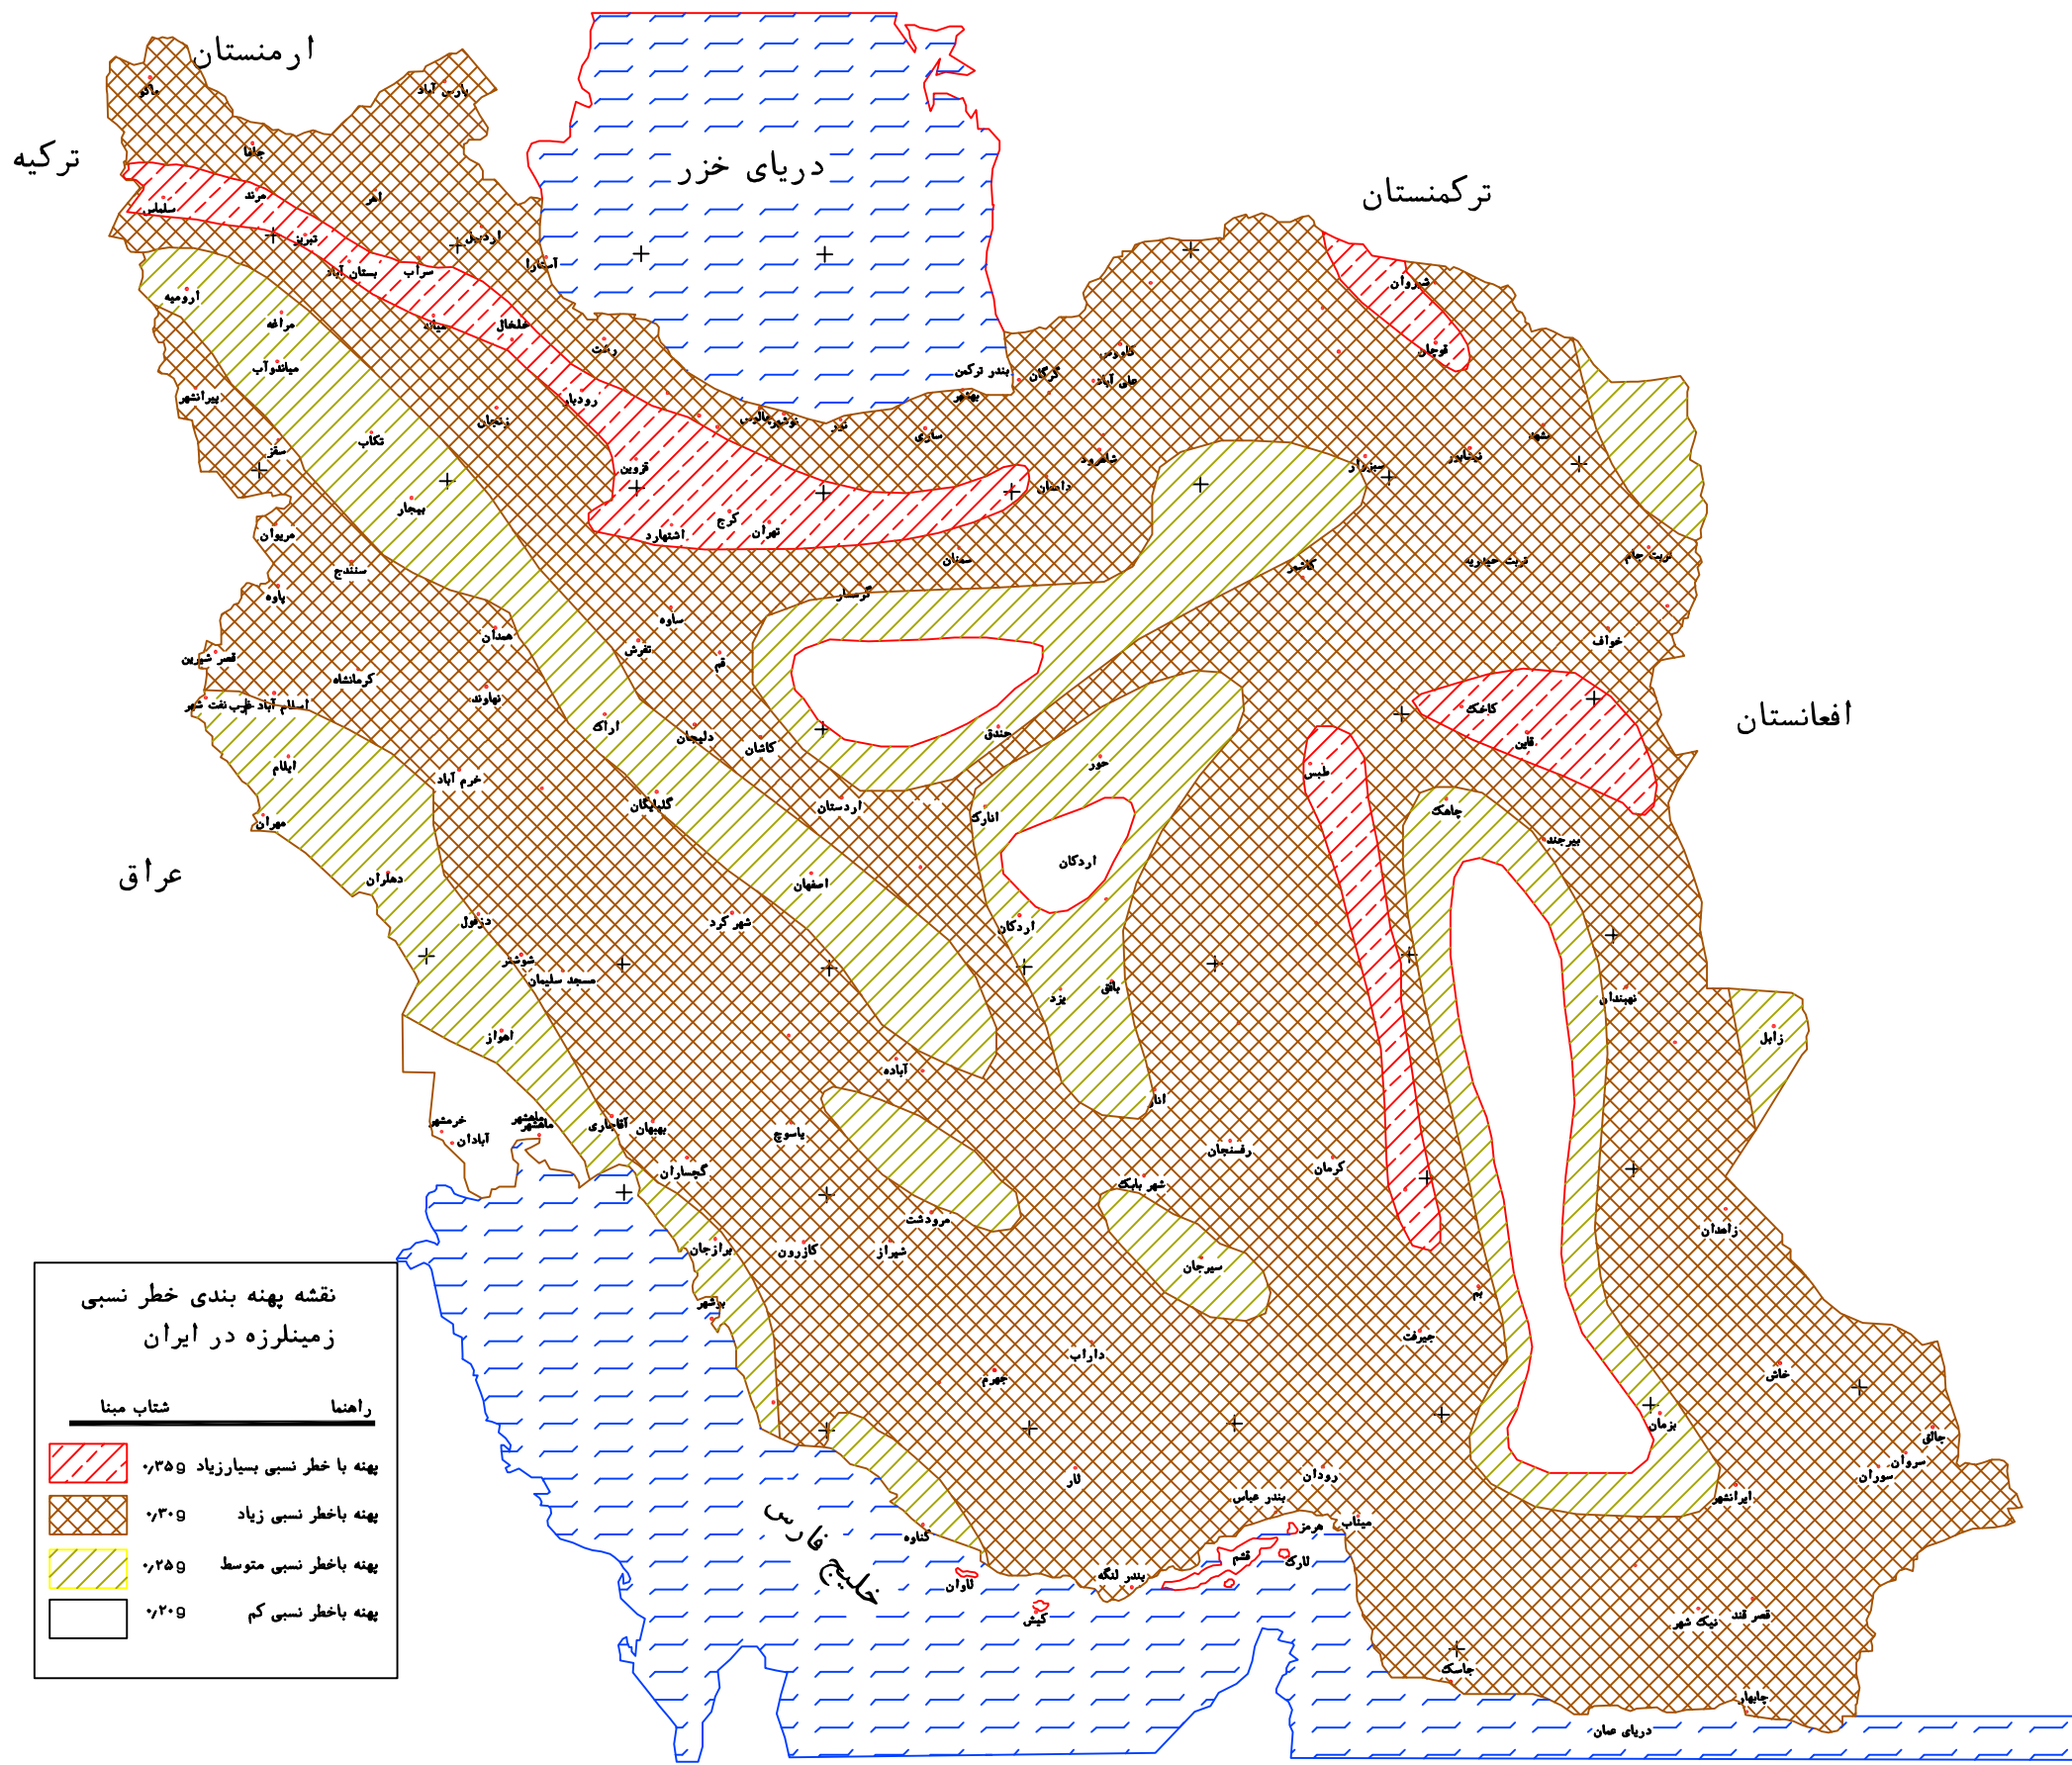 ارمنستان
ترکیه
دریای خزر
ترکمنستان
افغانستان
عراق
خلیج فارس
دریای عمان
ماکو
پارس آباد
جلفا
اهر
مرند
سلماس
تبریز
اردبیل
آستارا
بستان آباد
سراب
ارومیه
مراغه
میانه
خلخال
رشت
میاندوآب
پیرانشهر
زنجان
رودبار
تکاب
سقز
قزوین
بیجار
مریوان
کرج
تهران
اشتهارد
چالوس
نوشهر
نور
ساری
بهشهر
بندر ترکمن
گرگان
علی آباد
شاهرود
دامغان
سمنان
گرمسار
شیروان
قوچان
مشهد
نیشابور
سبزوار
تربت جام
تربت حیدریه
کاشمر
خواف
سنندج
پاوه
همدان
ساوه
تفرش
قم
قصر شیرین
کرمانشاه
نهاوند
اسلام آباد غرب
نفت شهر
اراک
دلیجان
کاشان
جندق
کاخک
قاین
ایلام
خرم آباد
خور
طبس
مهران
گلپایگان
اردستان
انارک
چاهک
بیرجند
اردکان
دهلران
اصفهان
دزفول
شهر کرد
اردکان
شوشتر
مسجد سلیمان
یزد
بافق
نهبندان
اهواز
زابل
آباده
انار
خرمشهر
آبادان
ماهشهر
ماهشهر
آقاجاری
بهبهان
یاسوج
رفسنجان
گچساران
کرمان
شهر بابک
مرودشت
زاهدان
برازجان
کازرون
شیراز
سیرجان
بوشهر
بم
جیرفت
داراب
جهرم
خاش
بزمان
جالق
سروان
سوران
لار
رودان
بندر عباس
ایرانشهر
میناب
هرمز
گناوه
قشم
لارک
بندر لنگه
لاوان
کیش
نیک شهر
قصر قند
جاسک
چابهار
نقشه پهنه بندی خطر نسبی
زمینلرزه در ایران
راهنما شتاب مبنا
پهنه با خطر نسبی بسیارزیاد ۰٫۳۵g
پهنه باخطر نسبی زیاد ۰٫۳۰g
پهنه باخطر نسبی متوسط ۰٫۲۵g
پهنه باخطر نسبی کم ۰٫۲۰g